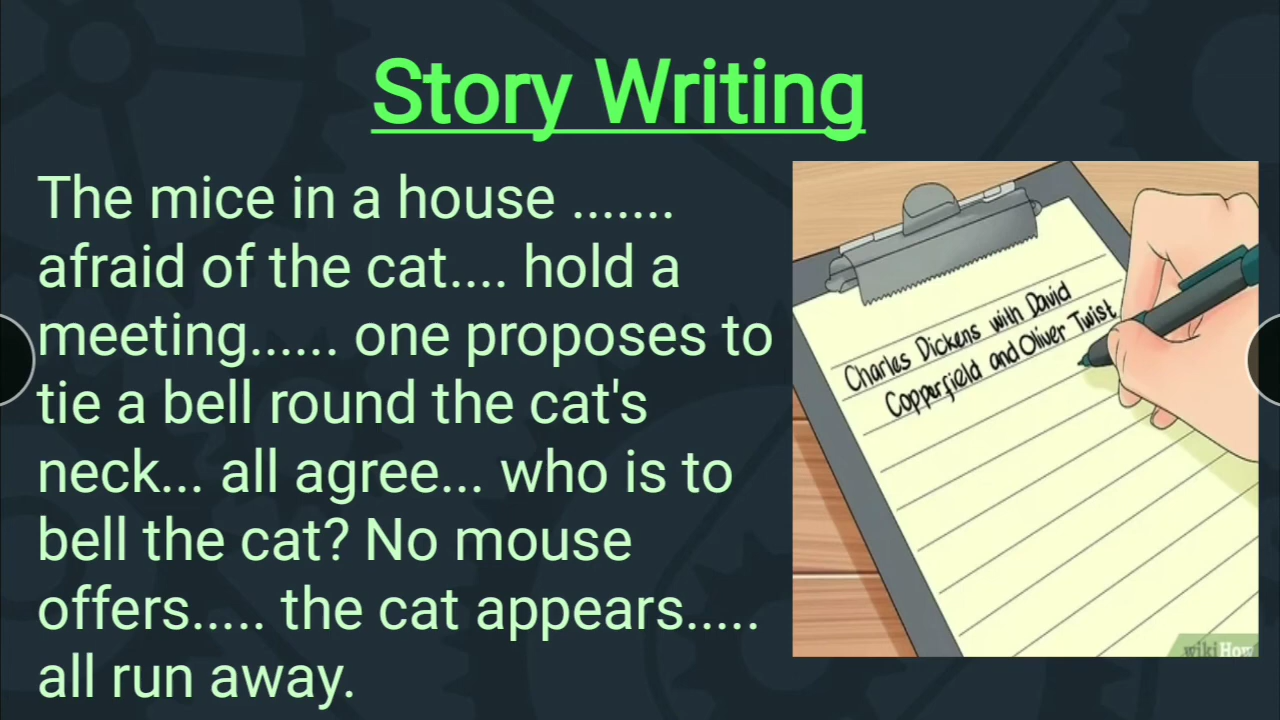 Story Writing
The mice in a house .......
afraid of the cat.... hold a
meeting...... one proposes to
tie a bell round the cat's
neck... all agree... who is to
bell the cat? No mouse
offers..... the cat appears.....
all run away.
Charles Dickens with David
Copperfield and Oliver Twist
wikiHow